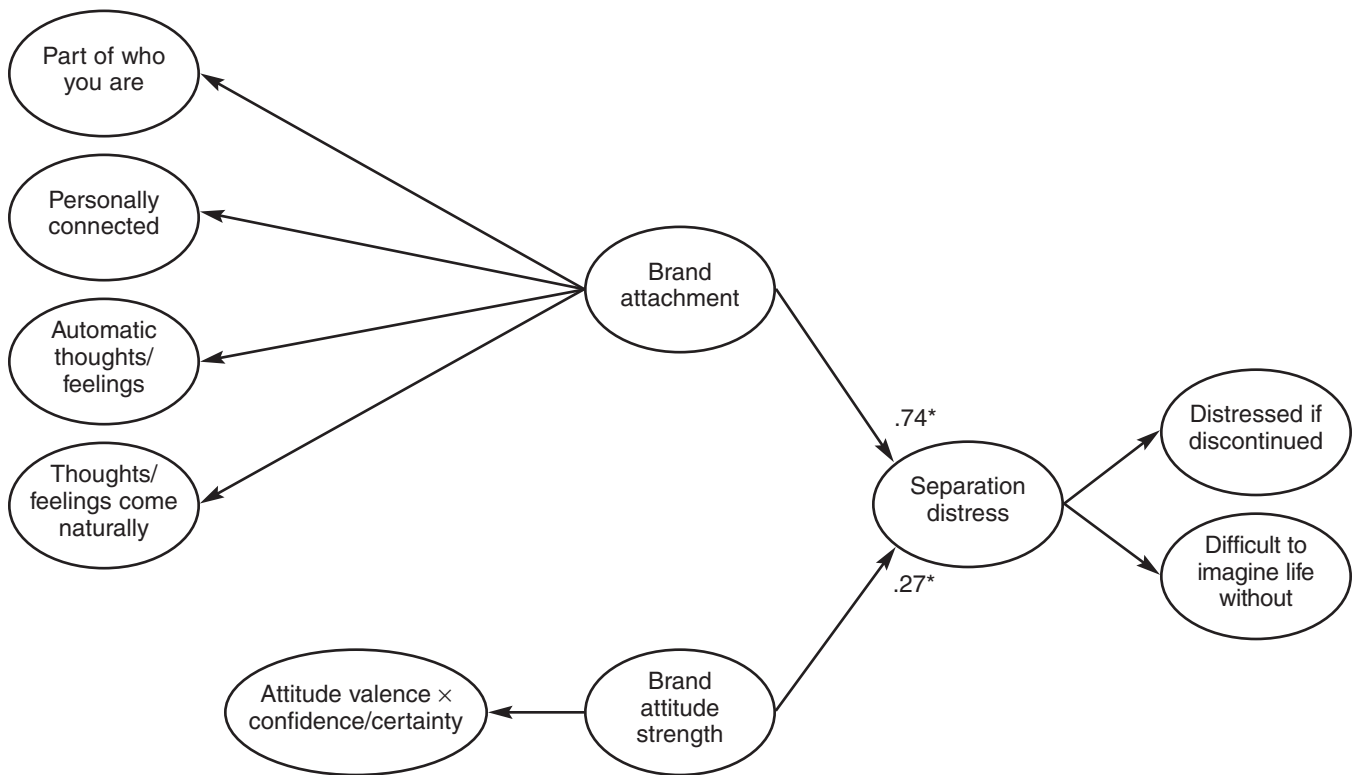 Part of who
you are
Personally
connected
Automatic
thoughts/
feelings
Thoughts/
feelings come
naturally
Brand
attachment
.74*
Separation
distress
.27*
Distressed if
discontinued
Difficult to
imagine life
without
Attitude valence ×
confidence/certainty
Brand
attitude
strength